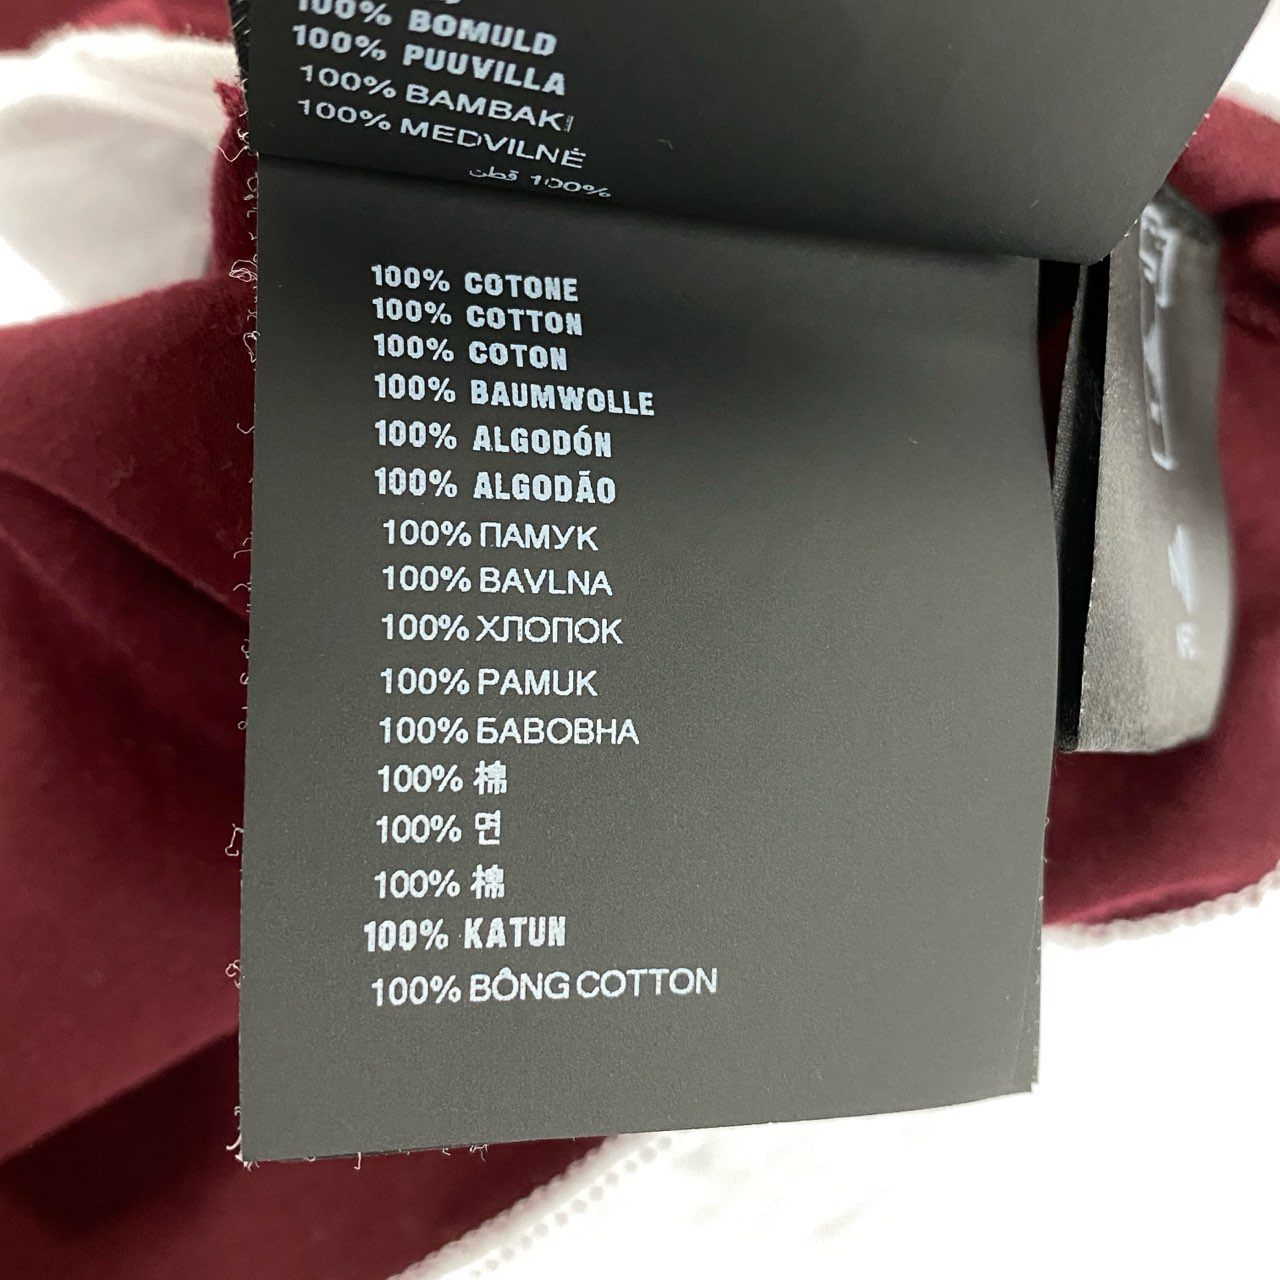 100% BOMULD
100% PUUVILLA
100% BAMBAKI
100% MEDVILNĖ
100% قطن
100% COTONE
100% COTTON
100% COTON
100% BAUMWOLLE
100% ALGODÓN
100% ALGODÃO
100% ПАМУК
100% BAVLNA
100% ХЛОПОК
100% PAMUK
100% БАВОВНА
100% 棉
100% 면
100% 棉
100% KATUN
100% BÔNG COTTON